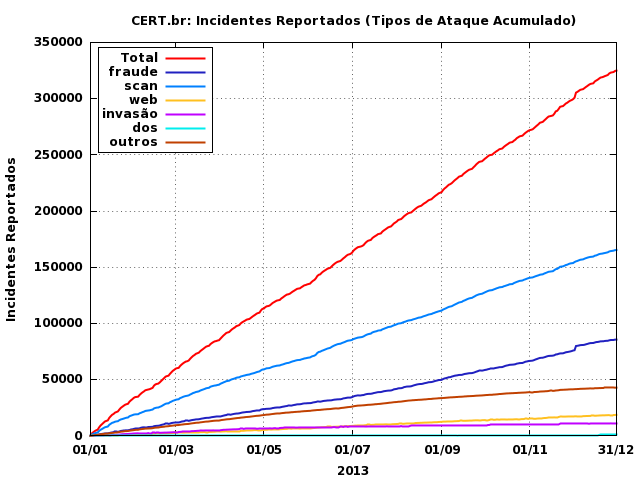 CERT.br: Incidentes Reportados (Tipos de Ataque Acumulado)
350000
300000
250000
200000
150000
100000
50000
0
Incidentes Reportados
Total
fraude
scan
web
invasão
dos
outros
01/01
01/03
01/05
01/07
01/09
01/11
31/12
2013